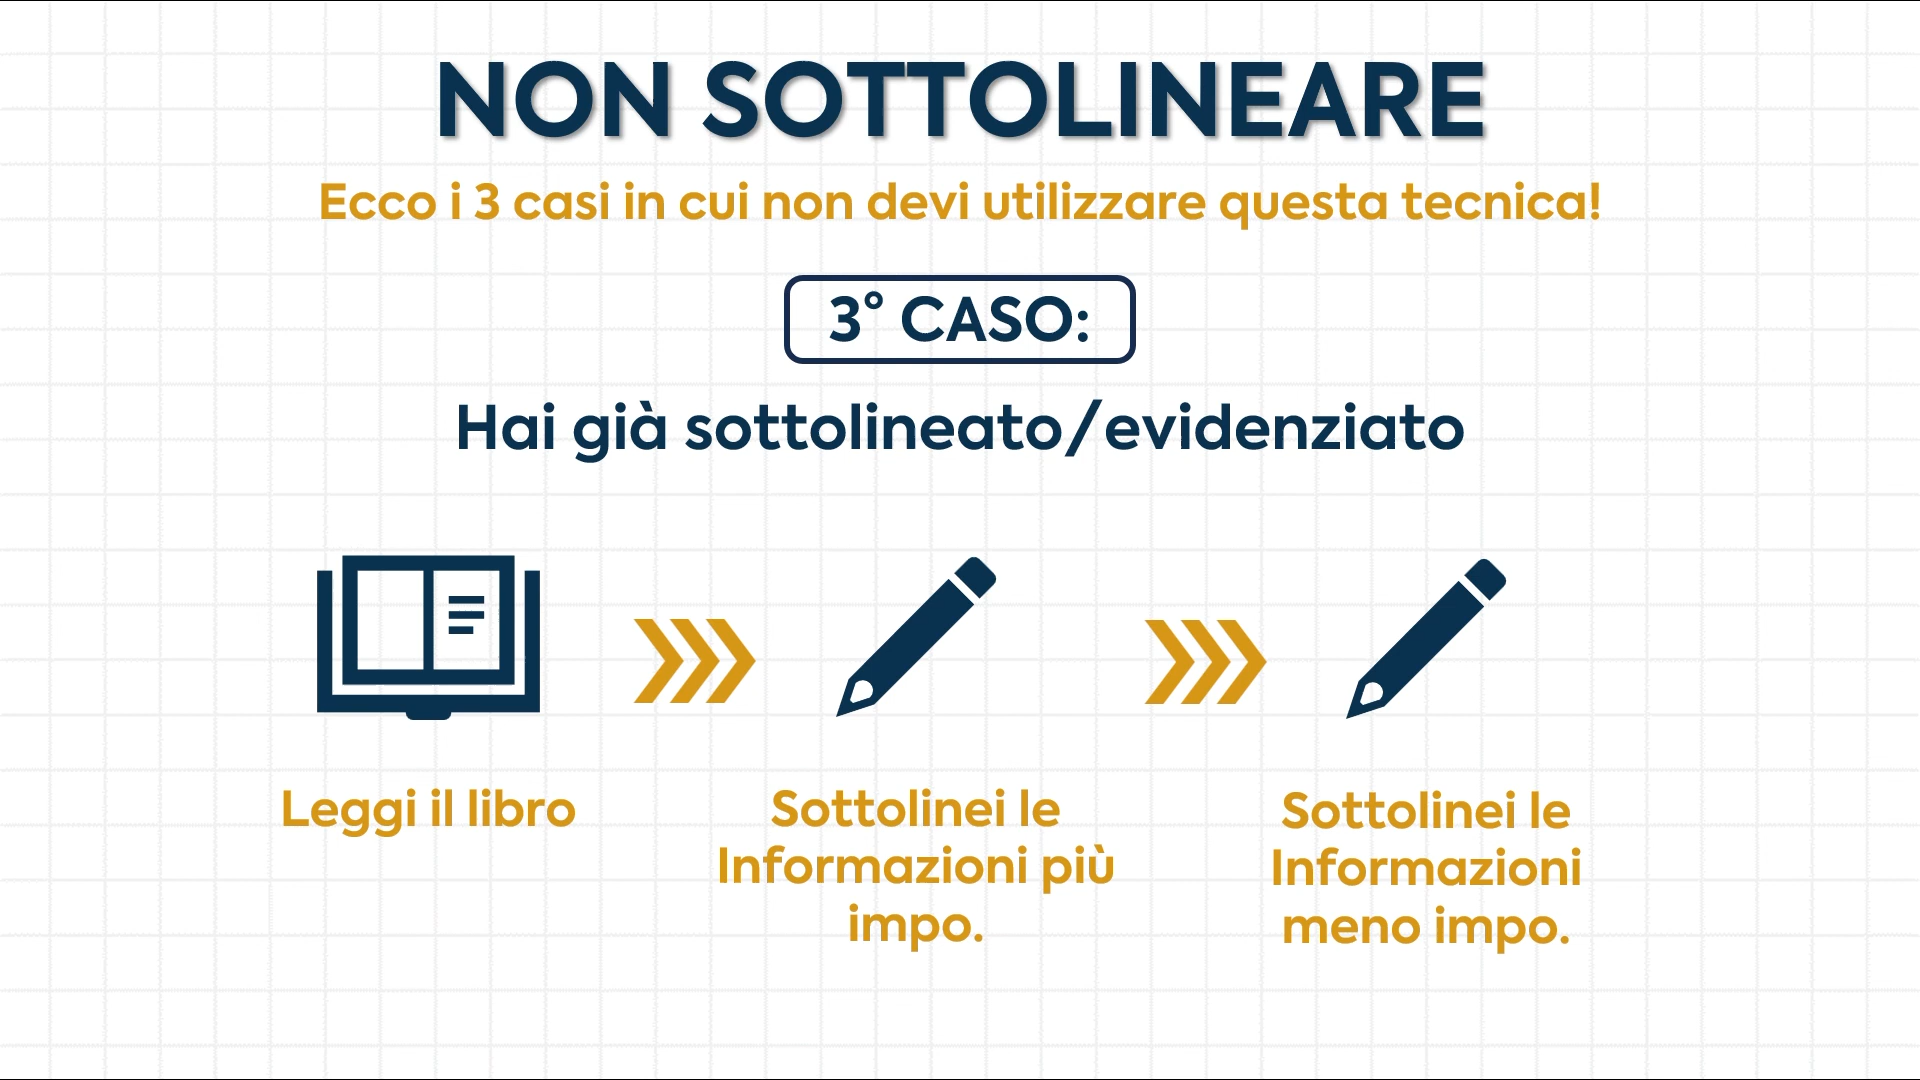 NON SOTTOLINEARE
Ecco i 3 casi in cui non devi utilizzare questa tecnica!
3° CASO:
Hai già sottolineato/evidenziato
Leggi il libro
Sottolinei le
Informazioni più
impo.
Sottolinei le
Informazioni
meno impo.